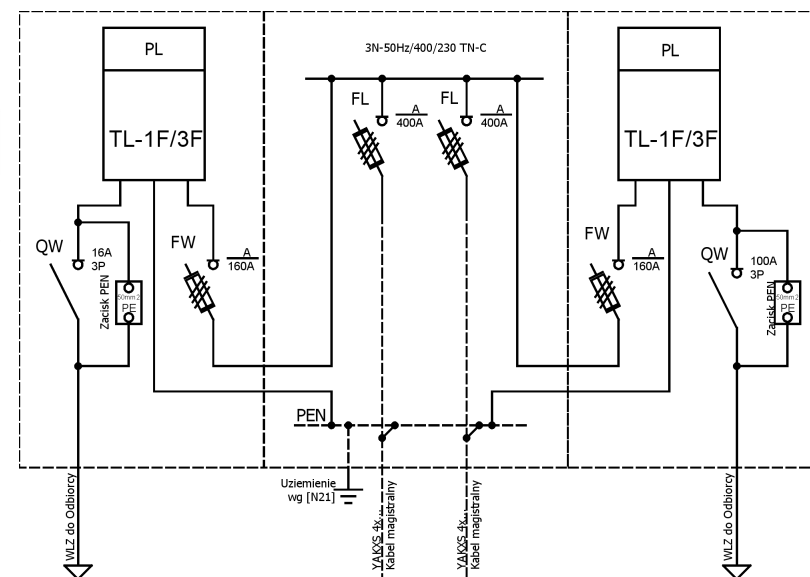 PL
TL-1F/3F
3N-50Hz/400/230 TN-C
FL
A
400A
FL
A
400A
PL
TL-1F/3F
QW
16A
3P
Zacisk PEN
50mm2
PE
FW
A
160A
FW
A
160A
QW
100A
3P
Zacisk PEN
50mm2
PE
PEN
Uziemienie
wg [N21]
WLZ do Odbiorcy
YAKXS 4x...
Kabel magistralny
YAKXS 4x...
Kabel magistralny
WLZ do Odbiorcy